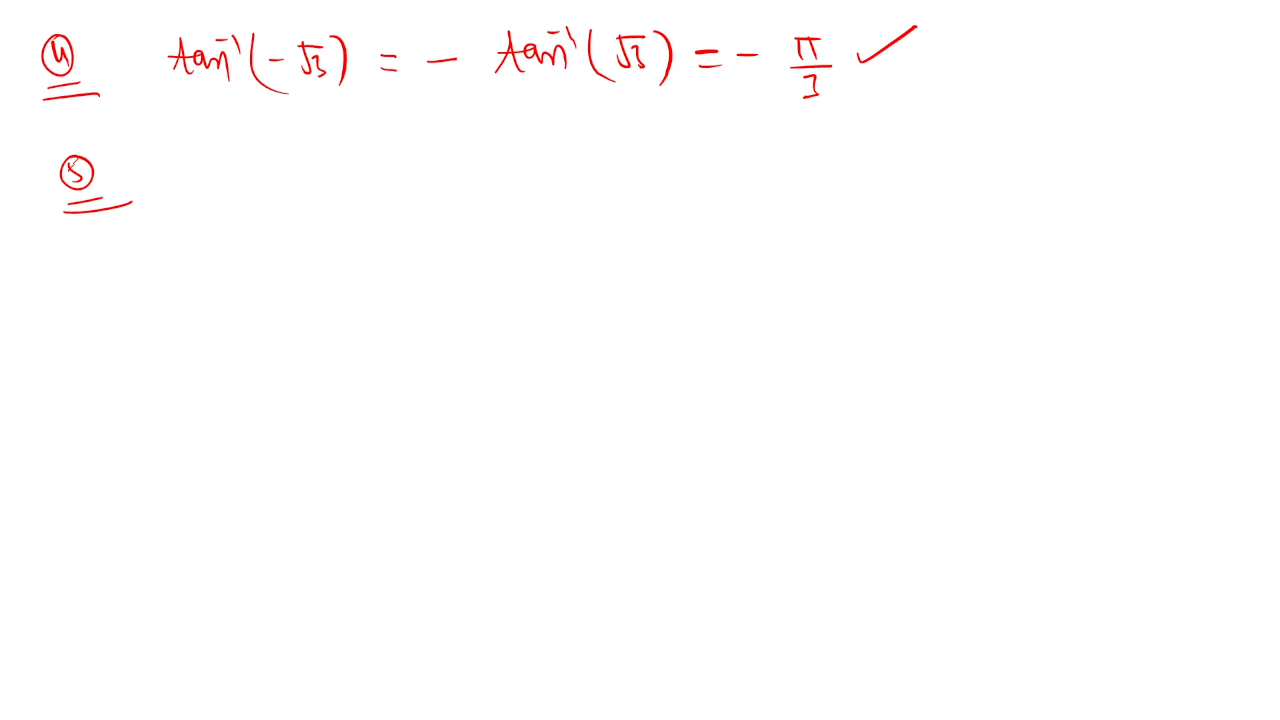 ④ tan⁻¹(-√3) = - tan⁻¹(√3) = - π/3 ✓
⑤